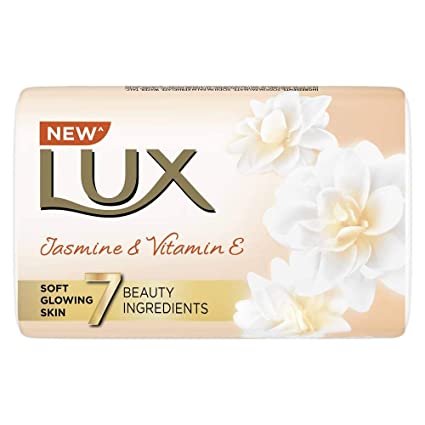 NEW^
LUX
Jasmine & Vitamin E
SOFT
GLOWING
SKIN
7
BEAUTY
INGREDIENTS